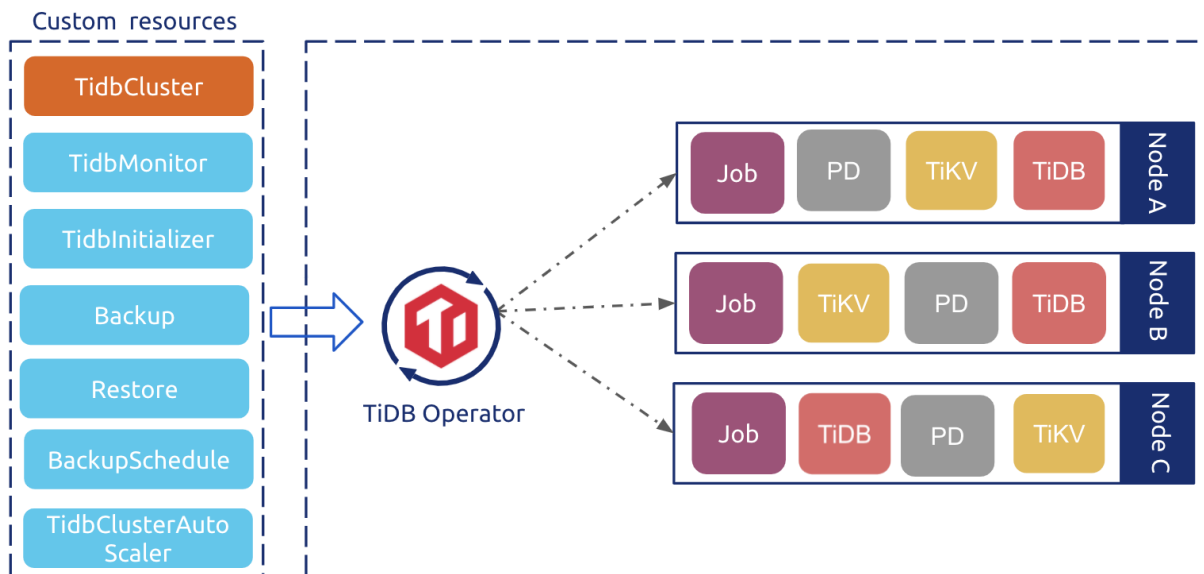 Custom resources
TidbCluster
TidbMonitor
TidbInitializer
Backup
Restore
BackupSchedule
TidbClusterAuto
Scaler
Ti
TiDB Operator
Job PD TiKV TiDB Node A
Job TiKV PD TiDB Node B
Job TiDB PD TiKV Node C